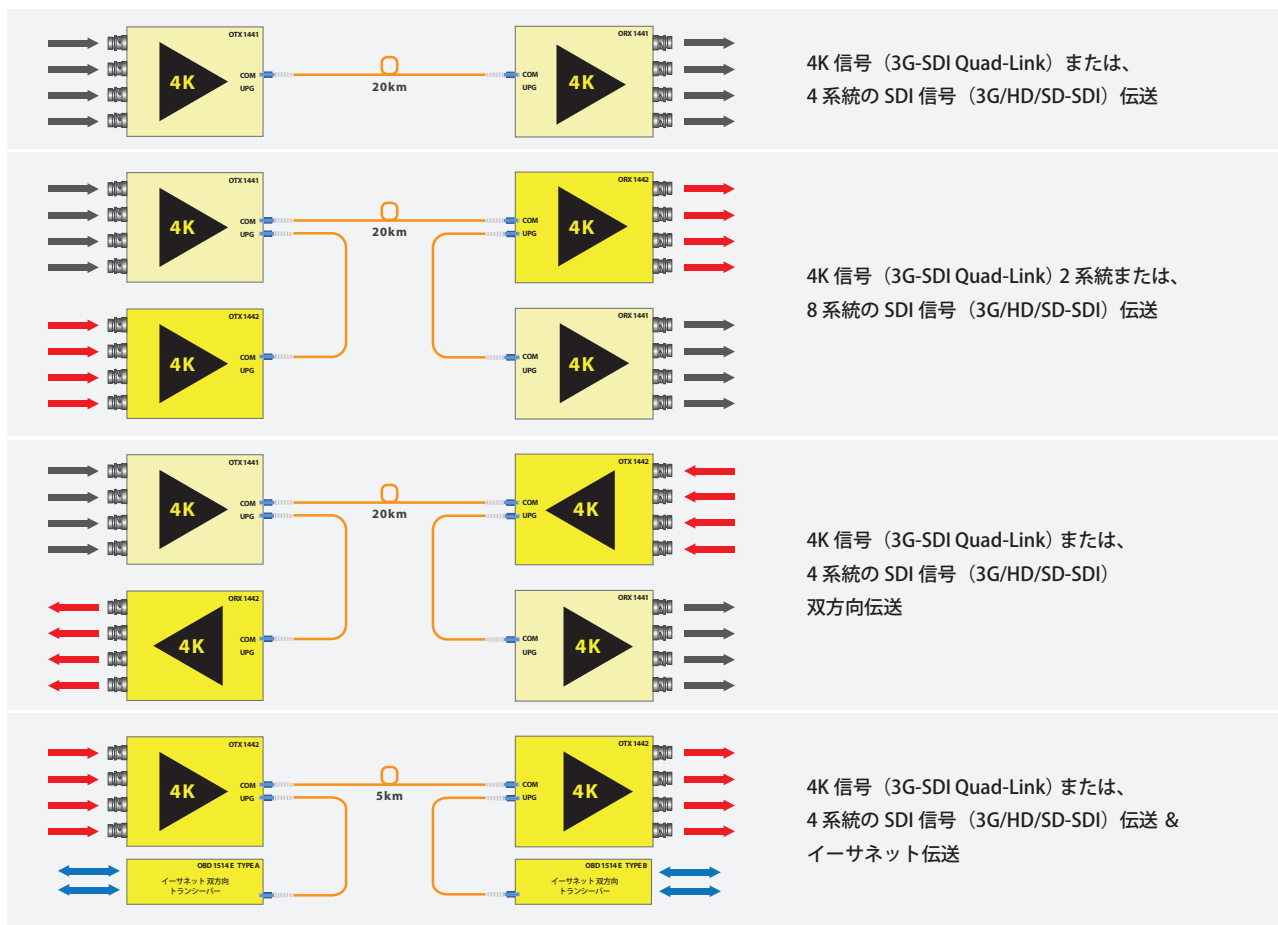 OTX 1441
4K
COM
UPG
20km
ORX 1441
COM
UPG
4K
4K 信号（3G-SDI Quad-Link）または、
4 系統の SDI 信号（3G/HD/SD-SDI）伝送
OTX 1441
4K
COM
UPG
20km
ORX 1442
COM
UPG
4K
OTX 1442
4K
COM
UPG
ORX 1441
COM
UPG
4K
4K 信号（3G-SDI Quad-Link）2 系統または、
8 系統の SDI 信号（3G/HD/SD-SDI）伝送
OTX 1441
4K
COM
UPG
20km
OTX 1442
COM
UPG
4K
ORX 1442
4K
COM
UPG
ORX 1441
COM
UPG
4K
4K 信号（3G-SDI Quad-Link）または、
4 系統の SDI 信号（3G/HD/SD-SDI）
双方向伝送
OTX 1442
4K
COM
UPG
5km
OTX 1442
COM
UPG
4K
OBD 1514 E TYPE A
イーサネット 双方向
トランシーバー
OBD 1514 E TYPE B
イーサネット 双方向
トランシーバー
4K 信号（3G-SDI Quad-Link）または、
4 系統の SDI 信号（3G/HD/SD-SDI）伝送 &
イーサネット伝送